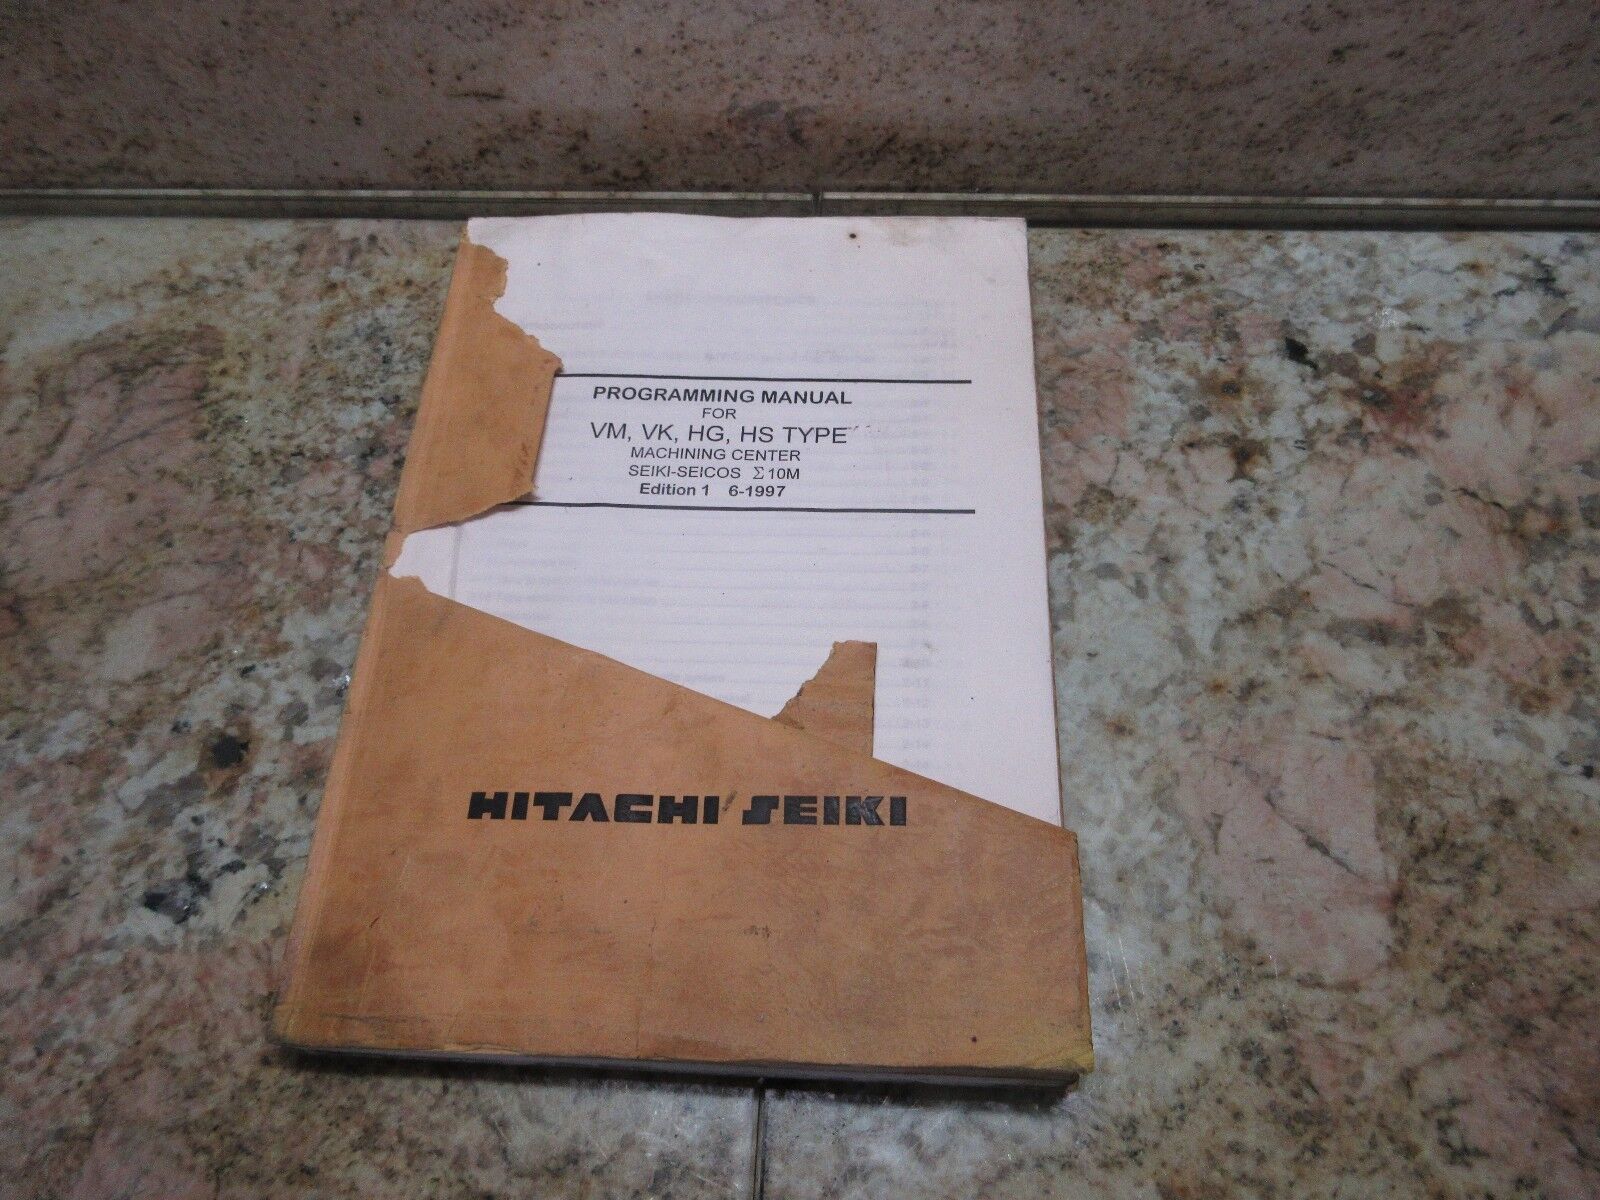 PROGRAMMING MANUAL
FOR
VM, VK, HG, HS TYPE
MACHINING CENTER
SEIKI-SEICOS Σ10M
Edition 1 6-1997
HITACHI SEIKI